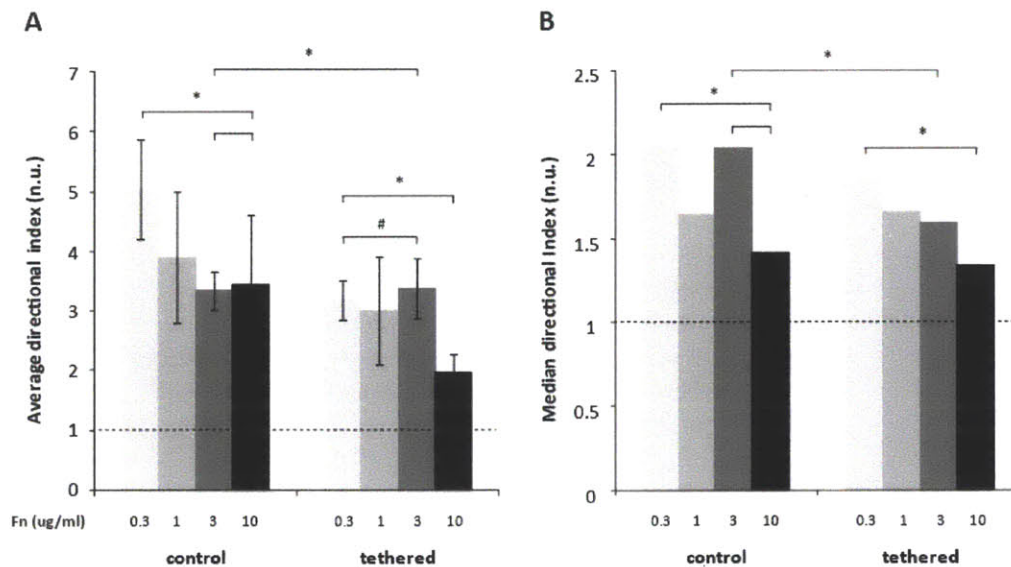 A
Average directional index (n.u.)
7
6
5
4
3
2
1
0
*
*
*
#
Fn (ug/ml)
0.3 1 3 10 0.3 1 3 10
control tethered
B
Median directional Index (n.u.)
2.5
2
1.5
1
0.5
0
*
*
*
0.3 1 3 10 0.3 1 3 10
control tethered